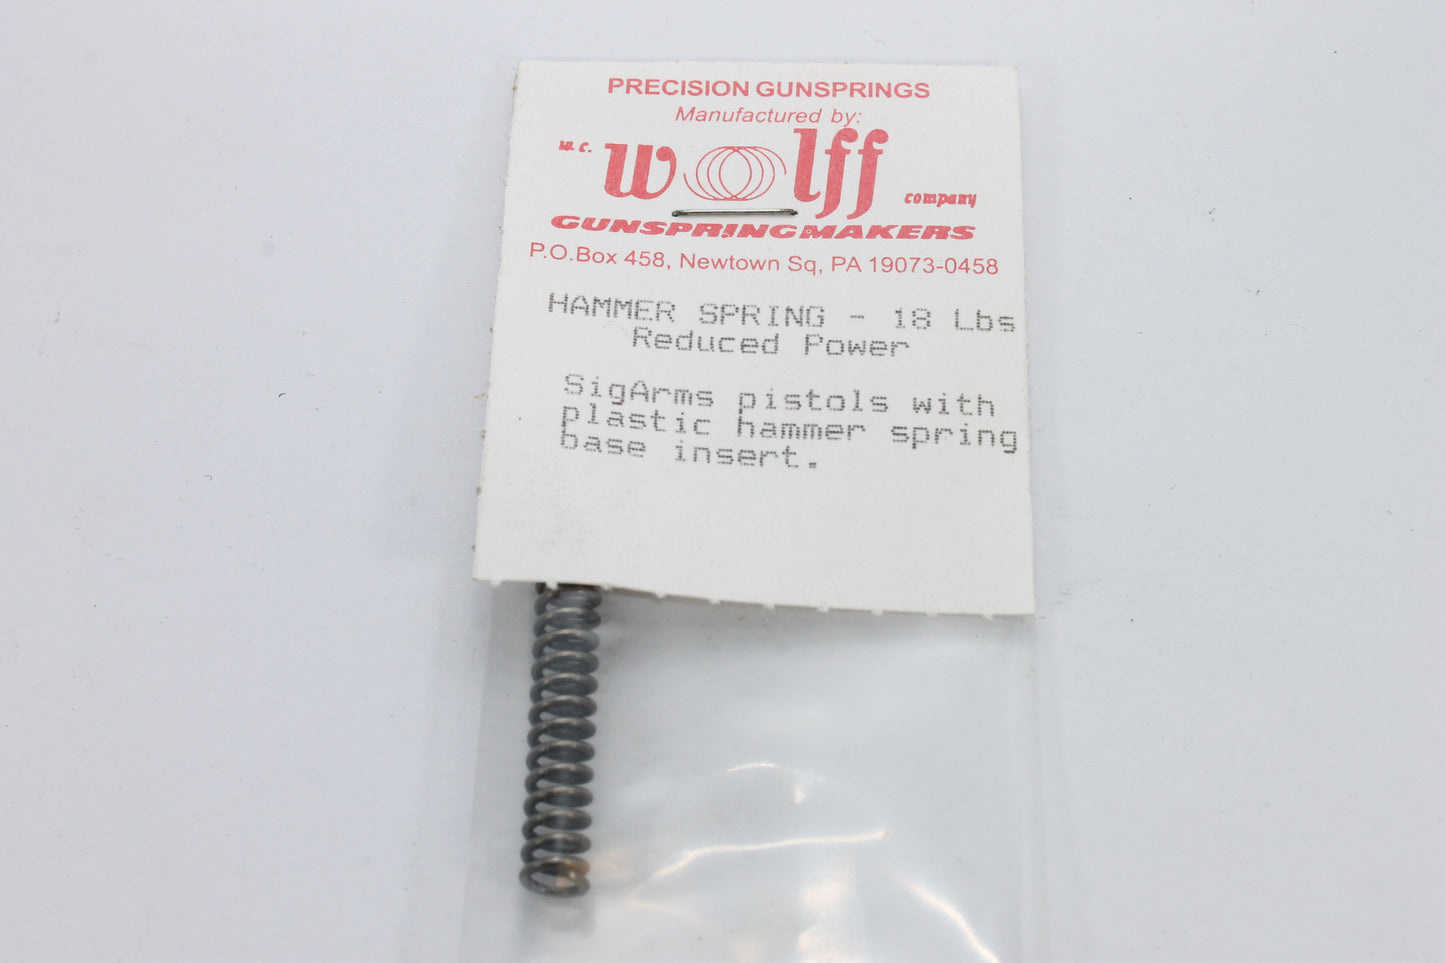 PRECISION GUNSPRINGS
Manufactured by:
W.C. Wolff company
GUNSPRINGMAKERS
P.O.Box 458, Newtown Sq, PA 19073-0458
HAMMER SPRING - 18 Lbs
Reduced Power
SigArms pistols with
plastic hammer spring
base insert.